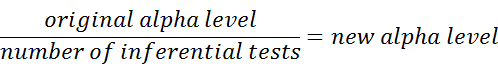 original alpha level
number of inferential tests = new alpha level